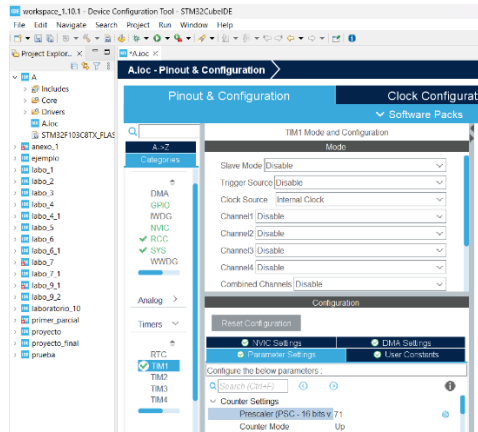 workspace_1.10.1 - Device Configuration Tool - STM32CubeIDE
File Edit Navigate Search Project Run Window Help
Project Explor...
*A.ioc
A
Includes
Core
Drivers
A.ioc
STM32F103C8TX_FLAS
anexo_1
ejemplo
labo_1
labo_2
labo_3
labo_4
labo_4_1
labo_5
labo_6
labo_6_1
labo_7
labo_7_1
labo_9_1
labo_9_2
laboratorio_10
primer_parcial
proyecto
proyecto_final
prueba
A.ioc - Pinout & Configuration
Pinout & Configuration
Clock Configurat
Software Packs
TIM1 Mode and Configuration
A->Z
Categories
DMA
GPIO
IWDG
NVIC
RCC
SYS
WWDG
Analog
Timers
RTC
TIM1
TIM2
TIM3
TIM4
Mode
Slave Mode Disable
Trigger Source Disable
Clock Source Internal Clock
Channel1 Disable
Channel2 Disable
Channel3 Disable
Channel4 Disable
Combined Channels Disable
Configuration
Reset Configuration
NVIC Settings
DMA Settings
Parameter Settings
User Constants
Configure the below parameters :
Search (Ctrl+F)
Counter Settings
Prescaler (PSC - 16 bits v 71
Counter Mode Up